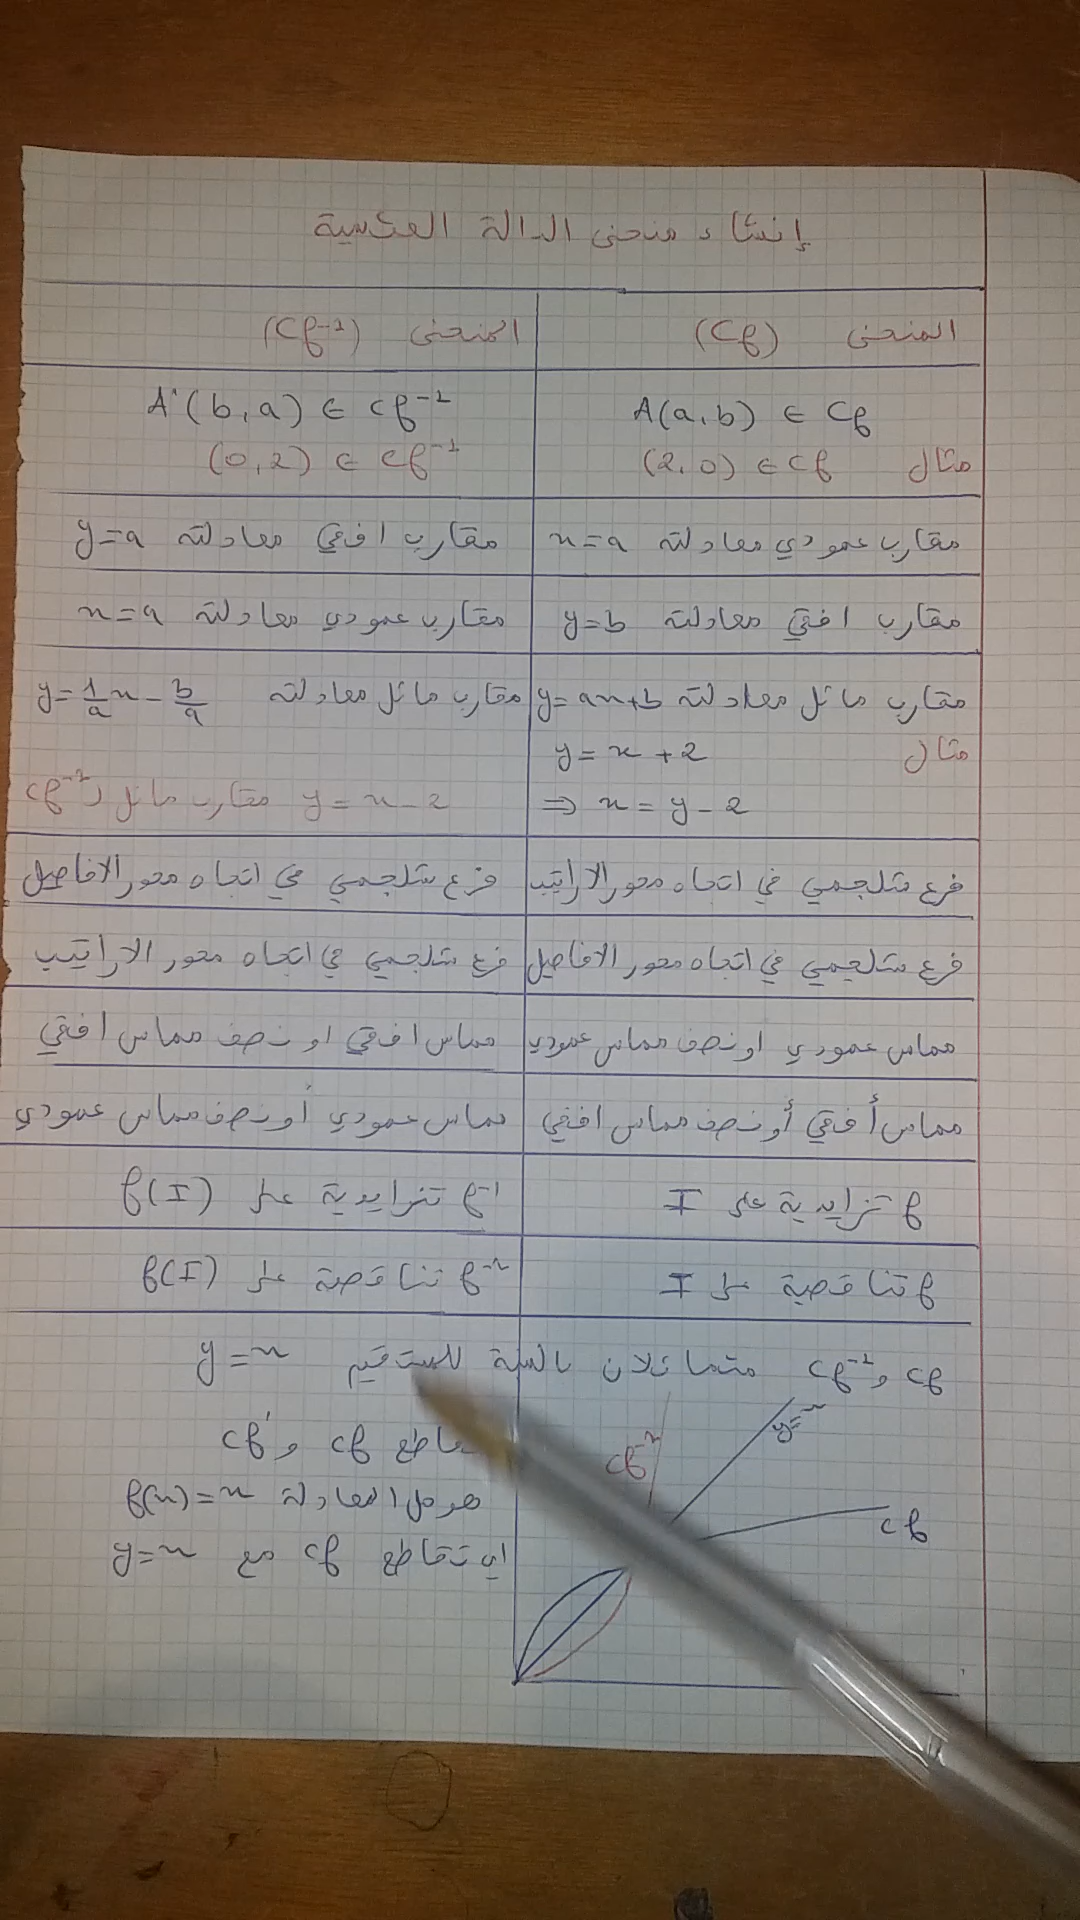 إنشاء منحنى الدالة العكسية
المنحنى (Cf) المنحنى (Cf⁻¹)
A(a,b) ∈ Cf A'(b,a) ∈ Cf⁻¹
مثال (2,0) ∈ Cf (0,2) ∈ Cf⁻¹
مقارب عمودي معادلته x=a مقارب افقي معادلته y=a
مقارب افقي معادلته y=b مقارب عمودي معادلته x=a
مقارب مائل معادلته y=ax+b مقارب مائل معادلته y=1/a x - b/a
مثال y = x + 2
⇒ x = y - 2 y = x - 2 مقارب مائل لـ Cf⁻¹
فرع شلجمي في اتجاه محور الاراتيب فرع شلجمي في اتجاه محور الافاصيل
فرع شلجمي في اتجاه محور الافاصيل فرع شلجمي في اتجاه محور الاراتيب
مماس عمودي او نصف مماس عمودي مماس افقي او نصف مماس افقي
مماس أفقي أو نصف مماس افقي مماس عمودي أو نصف مماس عمودي
f تزايدية على I f⁻¹ تزايدية على f(I)
f تناقصية على I f⁻¹ تناقصية على f(I)
Cf و Cf⁻¹ متماثلان بالنسبة للمستقيم y=x
Cf و Cf'
هو حل المعادلة f(x)=x
اي تقاطع Cf مع y=x
Cf⁻¹
y=x
Cf